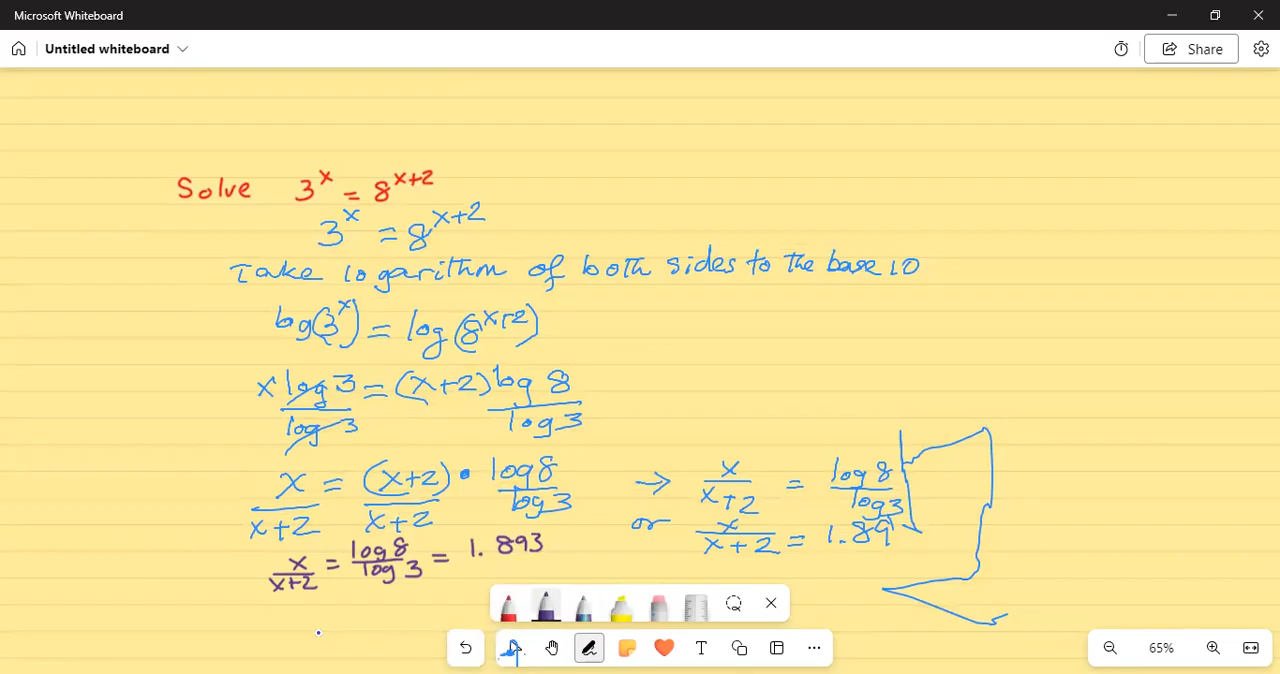 Microsoft Whiteboard
Untitled whiteboard
Share
Solve 3^x = 8^(x+2)
3^x = 8^(x+2)
Take logarithm of both sides to the base 10
log(3^x) = log(8^(x+2))
x log 3 / log 3 = (x+2) log 8 / log 3
x / x+2 = (x+2) / x+2 • log 8 / log 3 → x / x+2 = log 8 / log 3
or x / x+2 = 1.89
x / x+2 = log 8 / log 3 = 1.893
T
65%